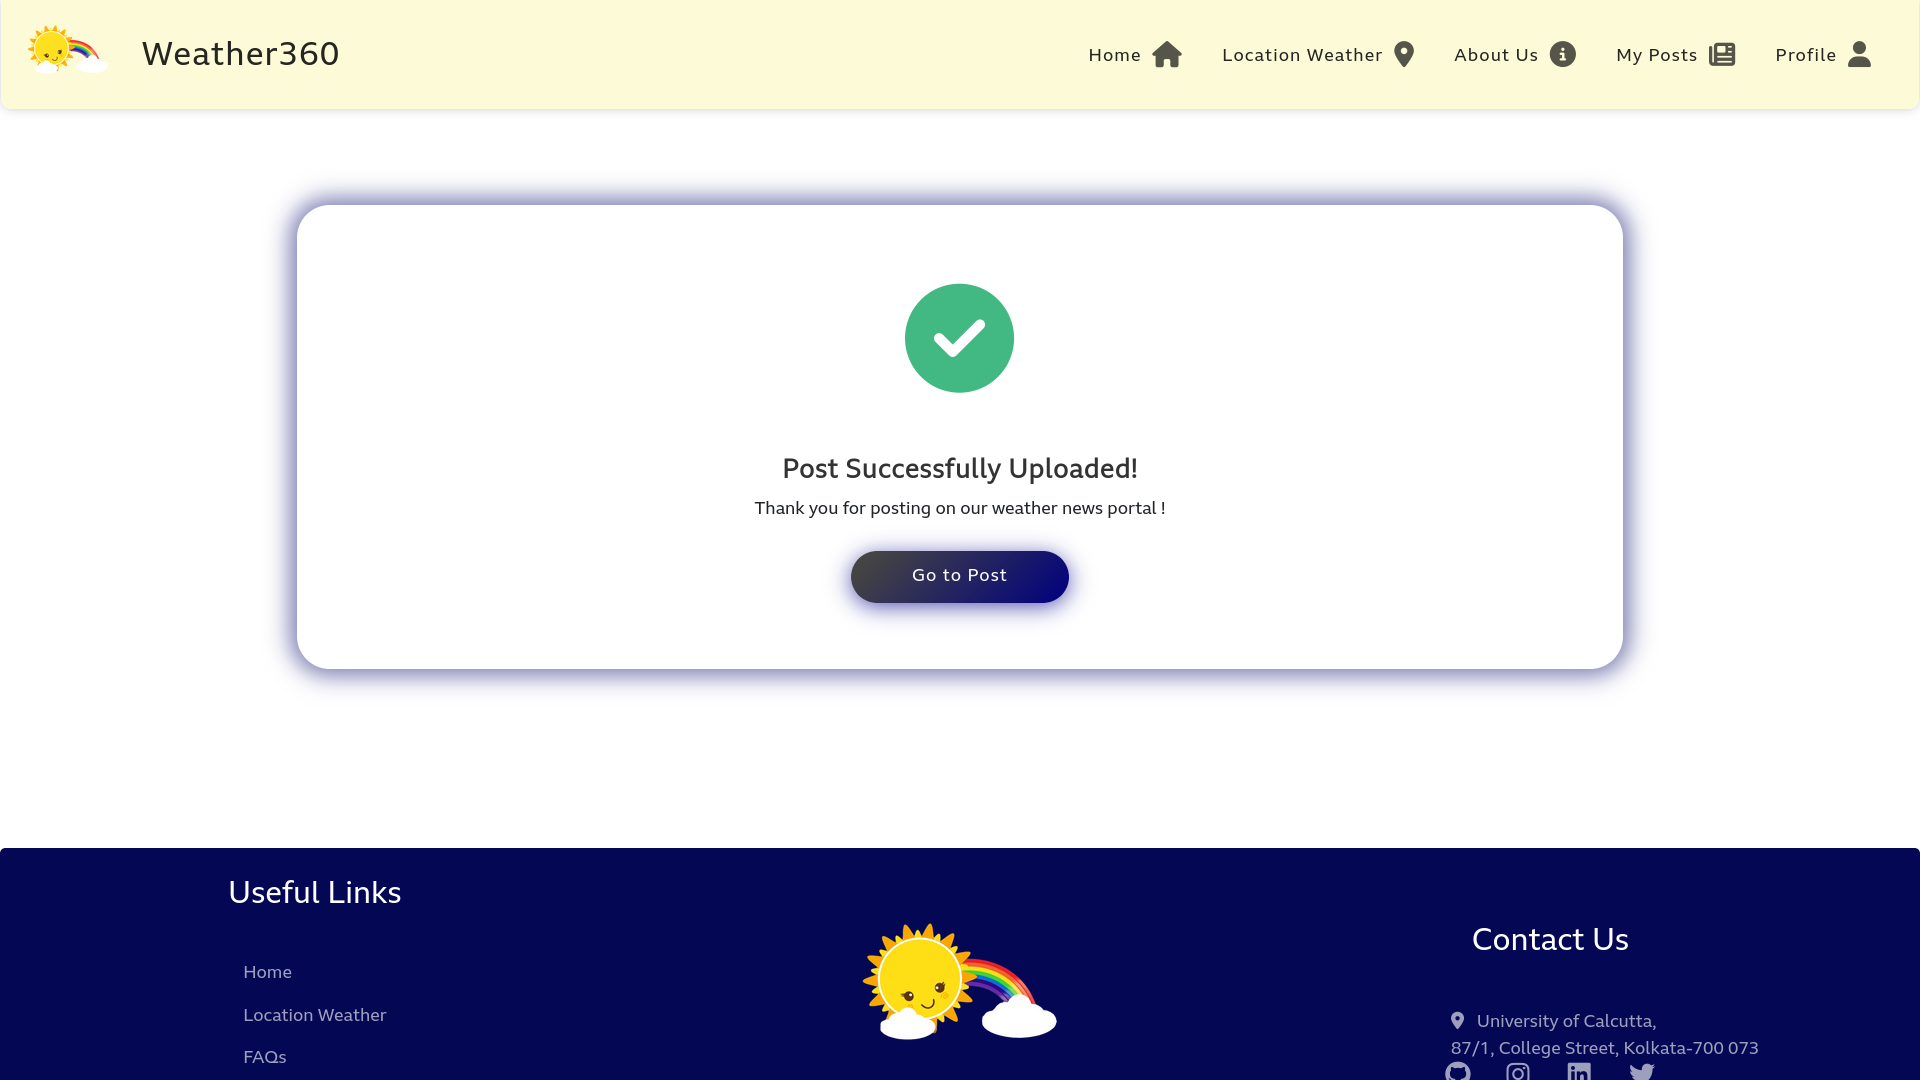 Weather360
Home
Location Weather
About Us
My Posts
Profile
Post Successfully Uploaded!
Thank you for posting on our weather news portal !
Go to Post
Useful Links
Home
Location Weather
FAQs
Contact Us
University of Calcutta,
87/1, College Street, Kolkata-700 073